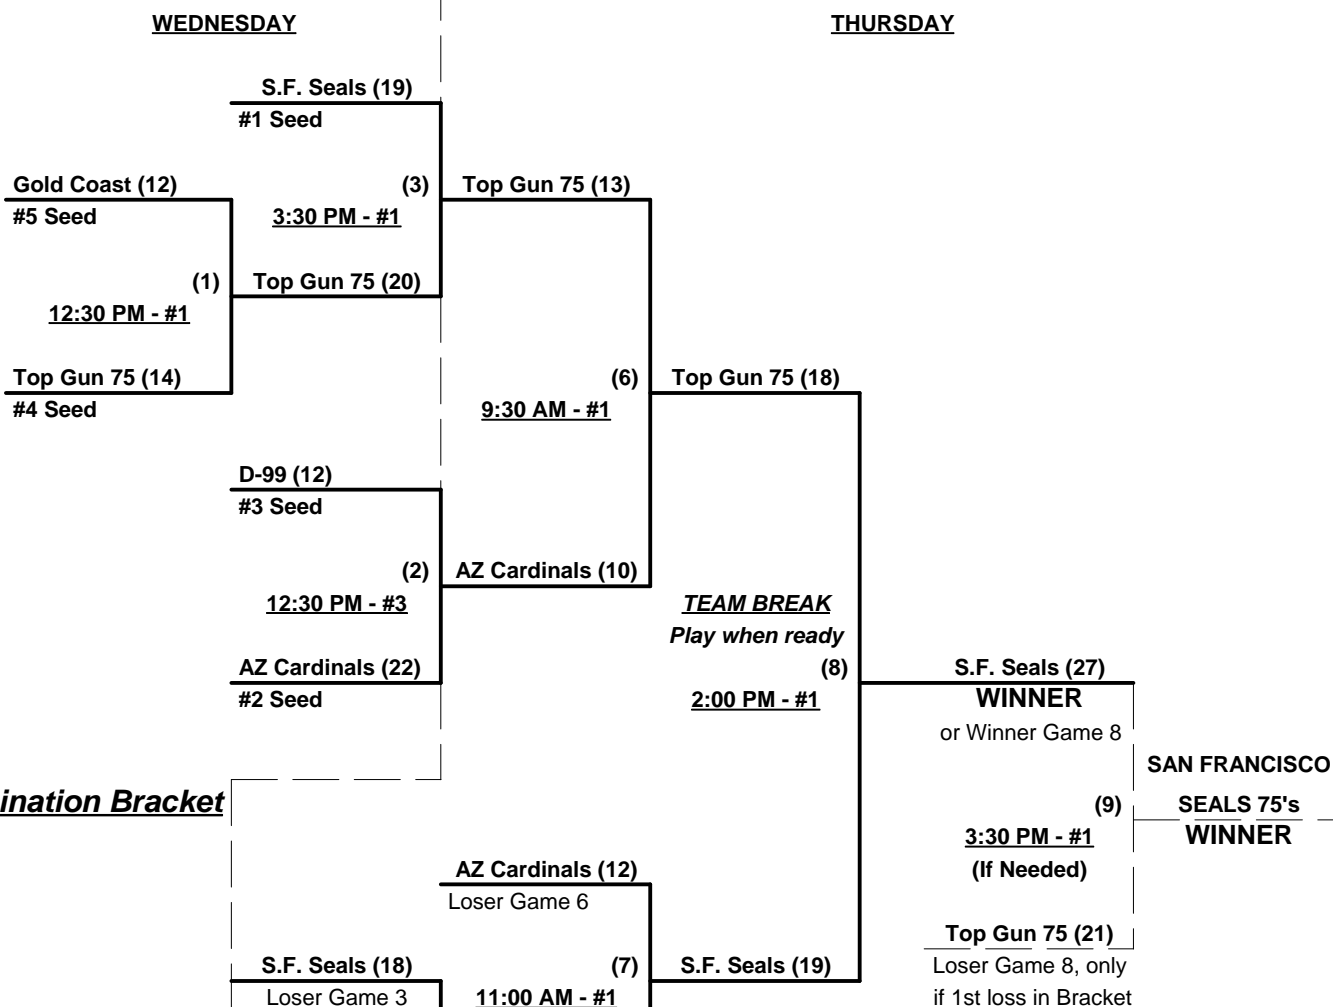 WEDNESDAY
THURSDAY
S.F. Seals (19)
#1 Seed
Gold Coast (12)
(3)
Top Gun 75 (13)
#5 Seed
3:30 PM - #1
(1)
Top Gun 75 (20)
12:30 PM - #1
Top Gun 75 (14)
(6)
Top Gun 75 (18)
#4 Seed
9:30 AM - #1
D-99 (12)
#3 Seed
(2)
AZ Cardinals (10)
12:30 PM - #3
TEAM BREAK
Play when ready
AZ Cardinals (22)
(8)
S.F. Seals (27)
#2 Seed
2:00 PM - #1
WINNER
or Winner Game 8
SAN FRANCISCO
ination Bracket
(9)
SEALS 75's
3:30 PM - #1
WINNER
(If Needed)
AZ Cardinals (12)
Loser Game 6
Top Gun 75 (21)
S.F. Seals (18)
(7)
S.F. Seals (19)
Loser Game 8, only
Loser Game 3
11:00 AM - #1
if 1st loss in Bracket